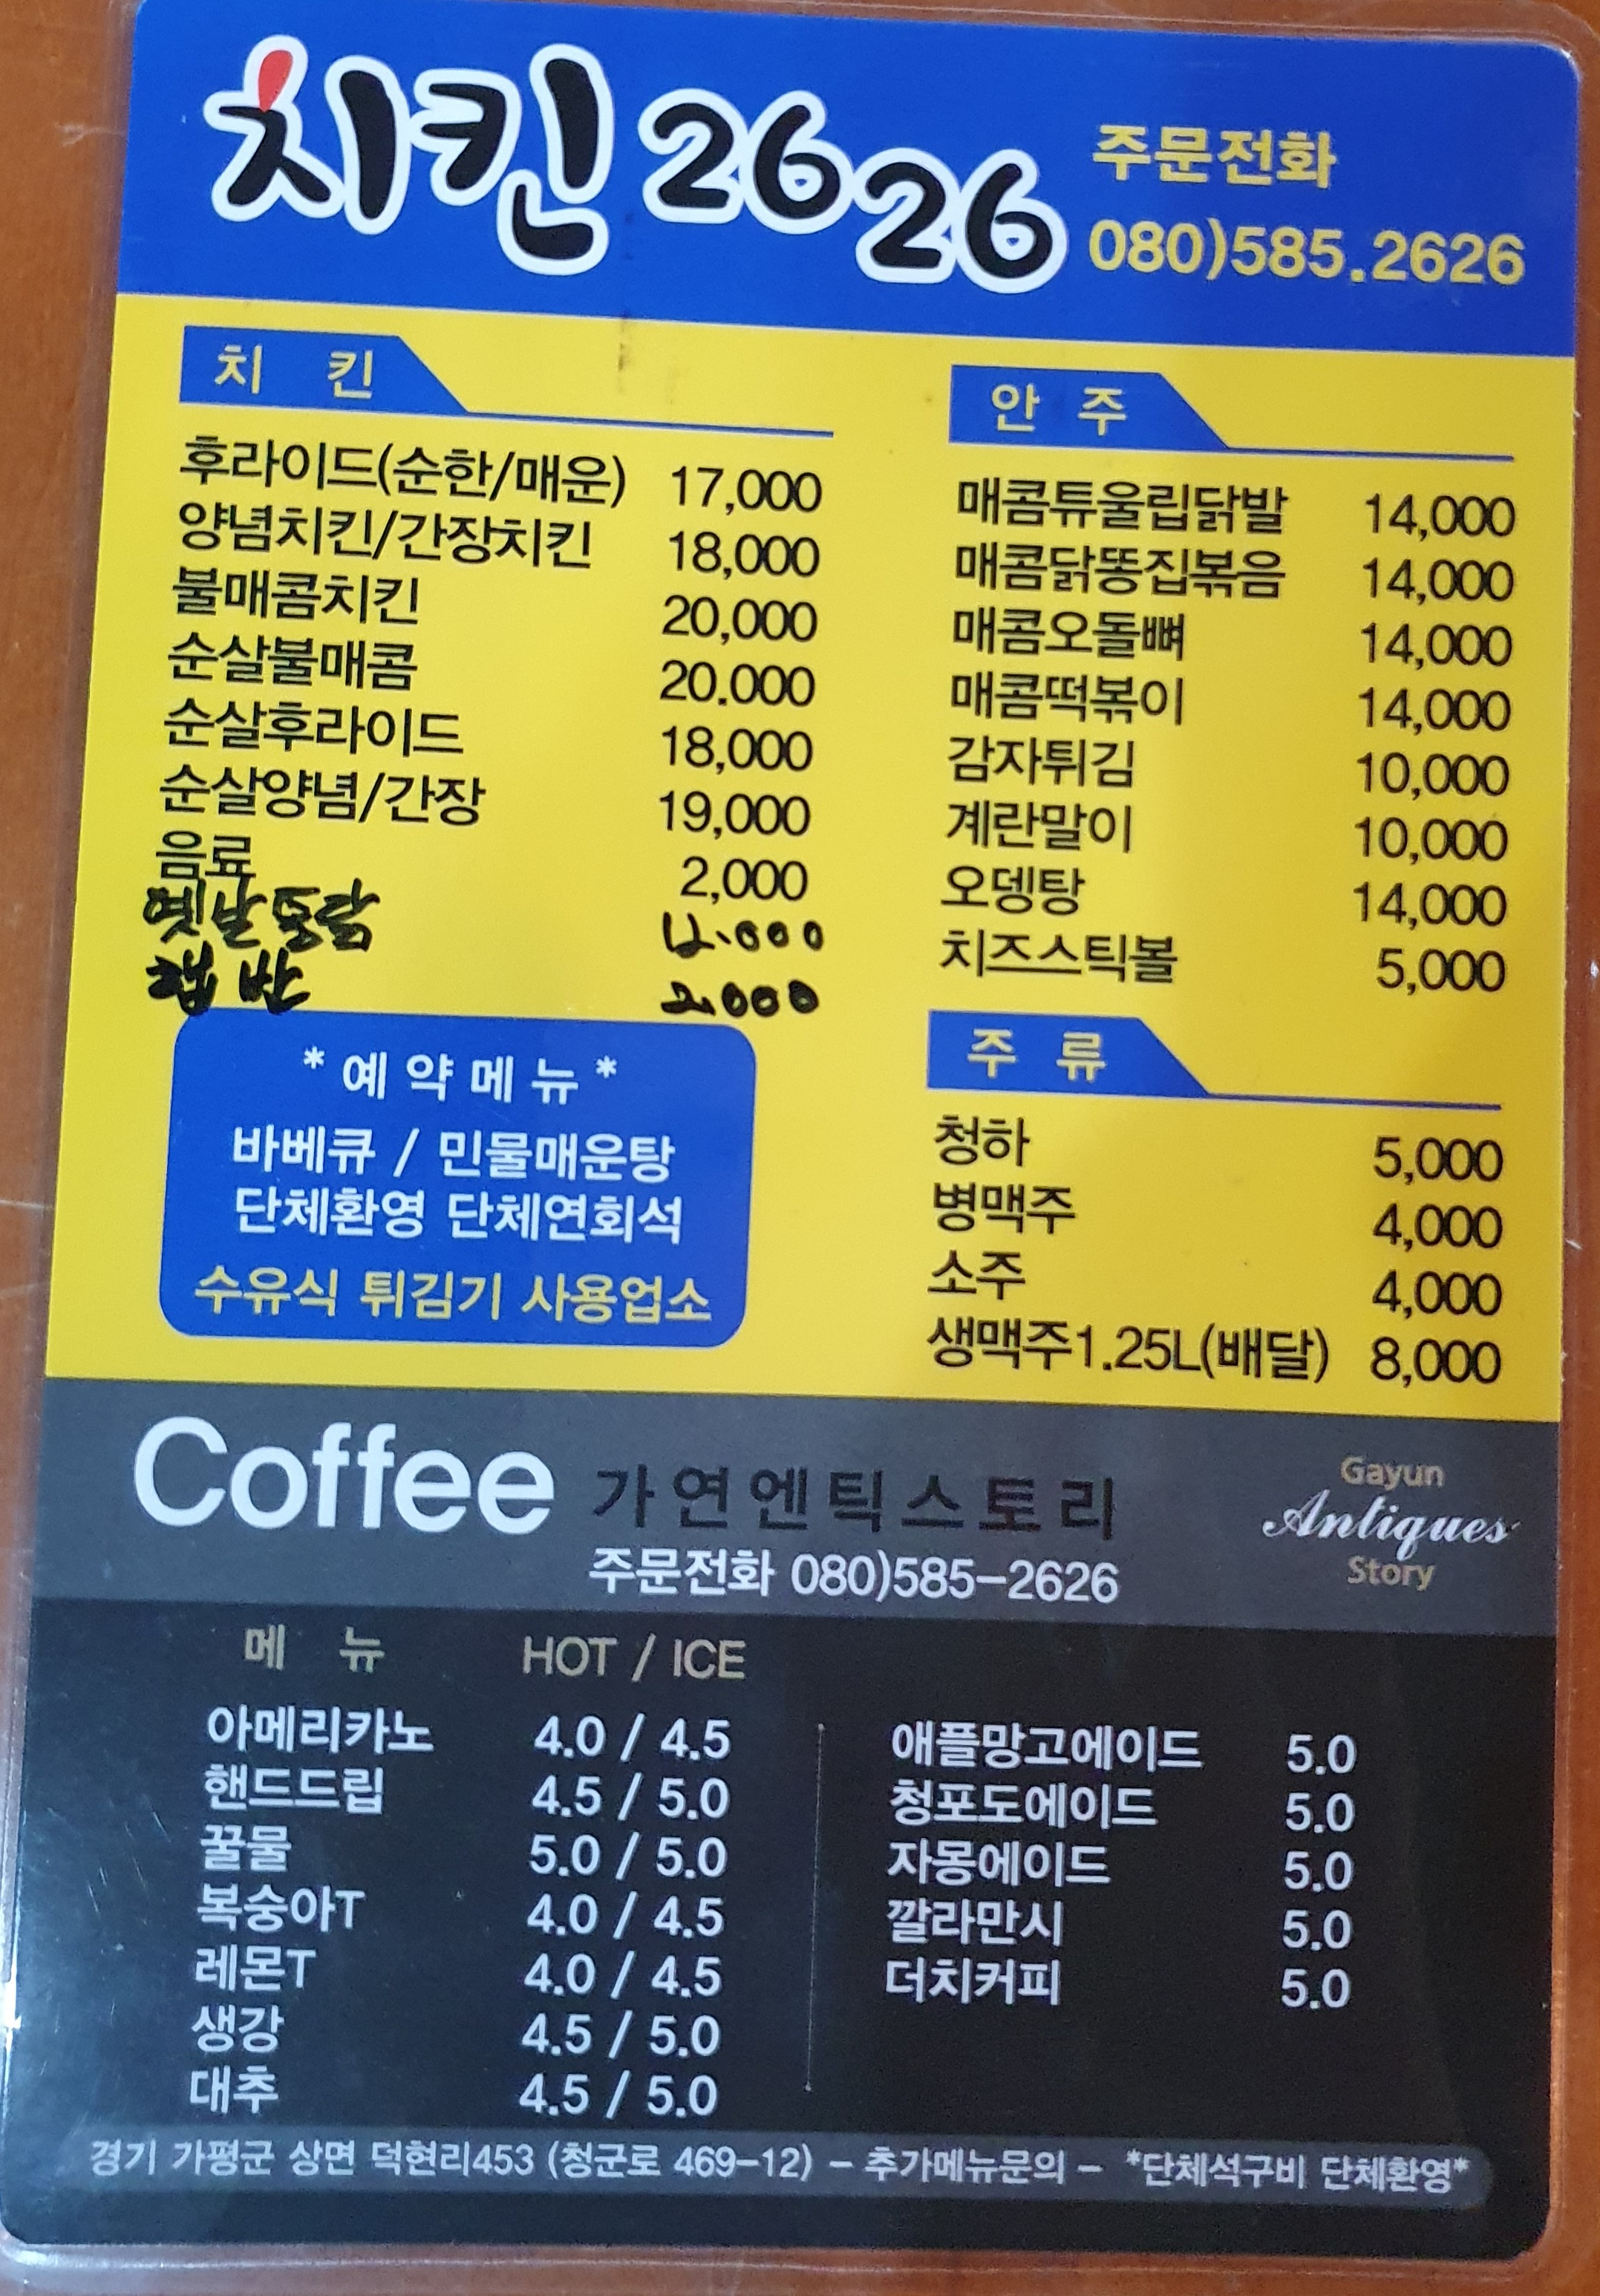 치킨2626
주문전화
080)585.2626
치 킨
후라이드(순한/매운) 17,000
양념치킨/간장치킨 18,000
불매콤치킨 20,000
순살불매콤 20.000
순살후라이드 18,000
순살양념/간장 19,000
음료 2,000
12.000
2.000
안 주
매콤튜울립닭발 14,000
매콤닭똥집볶음 14,000
매콤오돌뼈 14,000
매콤떡볶이 14,000
감자튀김 10,000
계란말이 10,000
오뎅탕 14,000
치즈스틱볼 5,000
*예약메뉴*
바베큐 / 민물매운탕
단체환영 단체연회석
수유식 튀김기 사용업소
주 류
청하 5,000
병맥주 4,000
소주 4,000
생맥주1.25L(배달) 8,000
Coffee 가연엔틱스토리
주문전화 080)585-2626
Gayun
Antiques
Story
메 뉴 HOT / ICE
아메리카노 4.0 / 4.5
핸드드립 4.5 / 5.0
꿀물 5.0 / 5.0
복숭아T 4.0 / 4.5
레몬T 4.0 / 4.5
생강 4.5 / 5.0
대추 4.5 / 5.0
애플망고에이드 5.0
청포도에이드 5.0
자몽에이드 5.0
깔라만시 5.0
더치커피 5.0
경기 가평군 상면 덕현리453 (청군로 469-12) - 추가메뉴문의 - *단체석구비 단체환영*